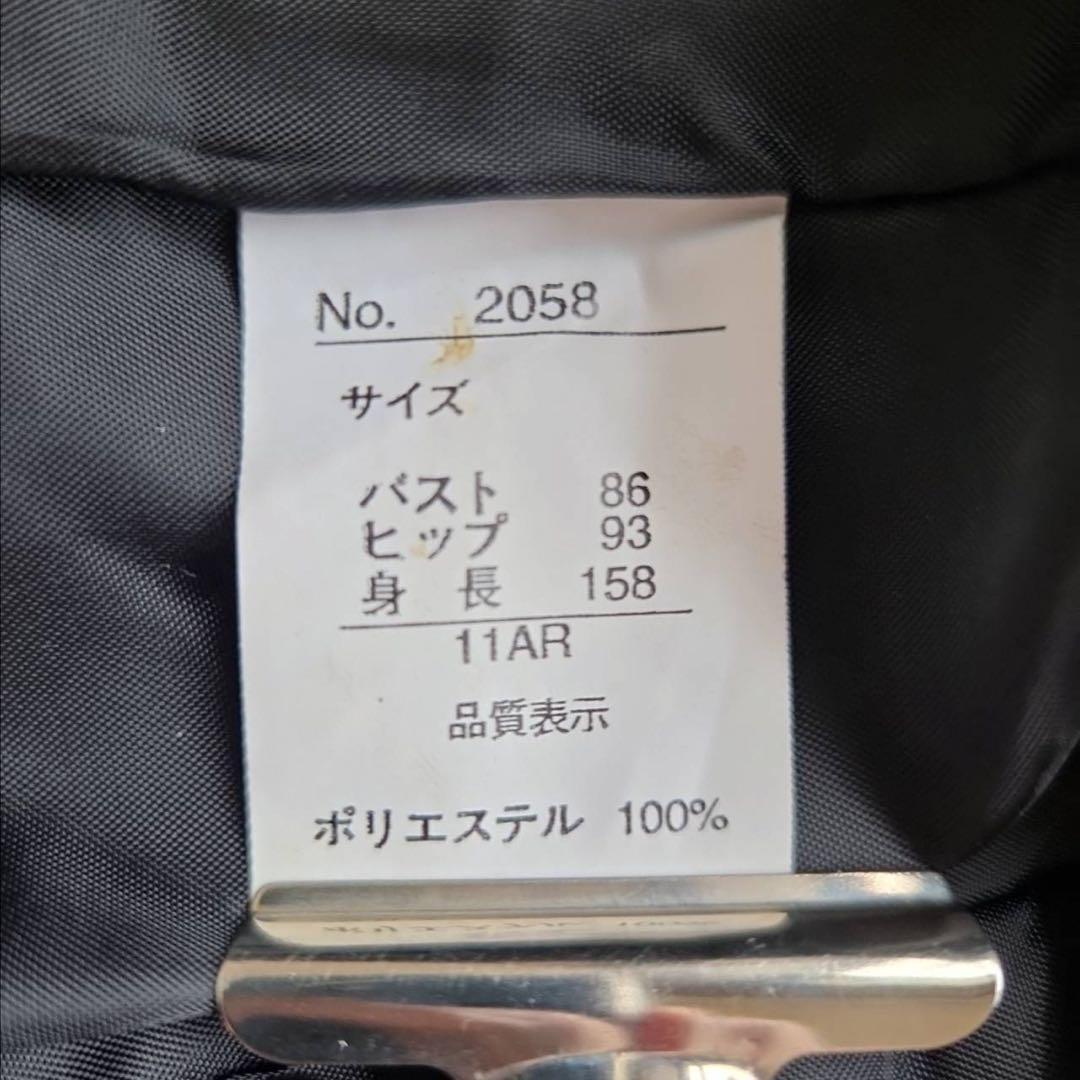 No. 2058
サイズ
バスト 86
ヒップ 93
身長 158
11AR
品質表示
ポリエステル 100%